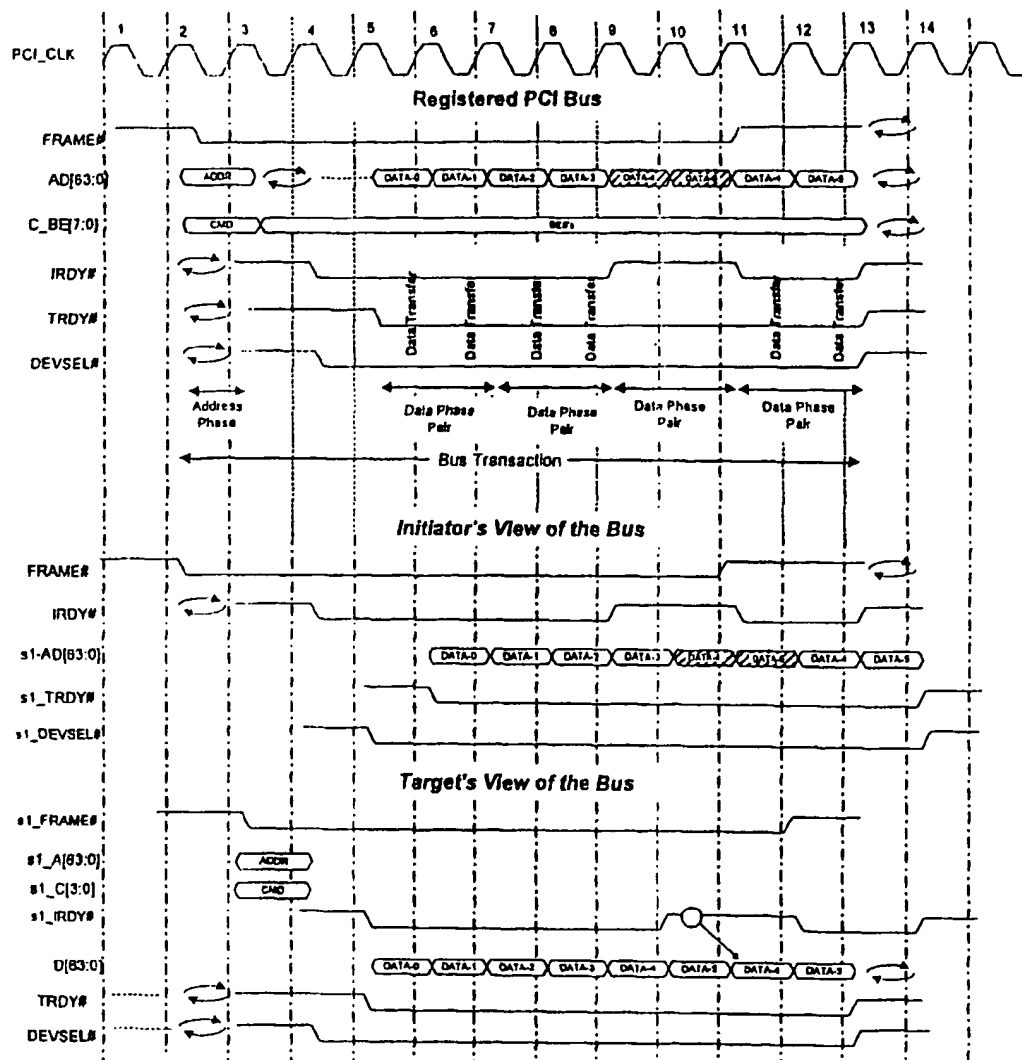 1 2 3 4 5 6 7 8 9 10 11 12 13 14
PCI_CLK
Registered PCI Bus
FRAME#
AD[63:0] ADDR DATA-0 DATA-1 DATA-2 DATA-3 DATA-4 DATA-5 DATA-4 DATA-5
C_BE[7:0] CMD BE#s
IRDY#
TRDY#
Data Transfer Data Transfer Data Transfer Data Transfer Data Transfer Data Transfer
DEVSEL#
Address Phase
Data Phase Pair
Data Phase Pair
Data Phase Pair
Data Phase Pair
Bus Transaction
Initiator's View of the Bus
FRAME#
IRDY#
s1-AD[63:0] DATA-0 DATA-1 DATA-2 DATA-3 DATA-4 DATA-5
s1_TRDY#
s1_DEVSEL#
Target's View of the Bus
s1_FRAME#
s1_A[63:0] ADDR
s1_C[3:0] CMD
s1_IRDY#
D[63:0] DATA-0 DATA-1 DATA-2 DATA-3 DATA-4 DATA-5 DATA-4 DATA-5
TRDY#
DEVSEL#